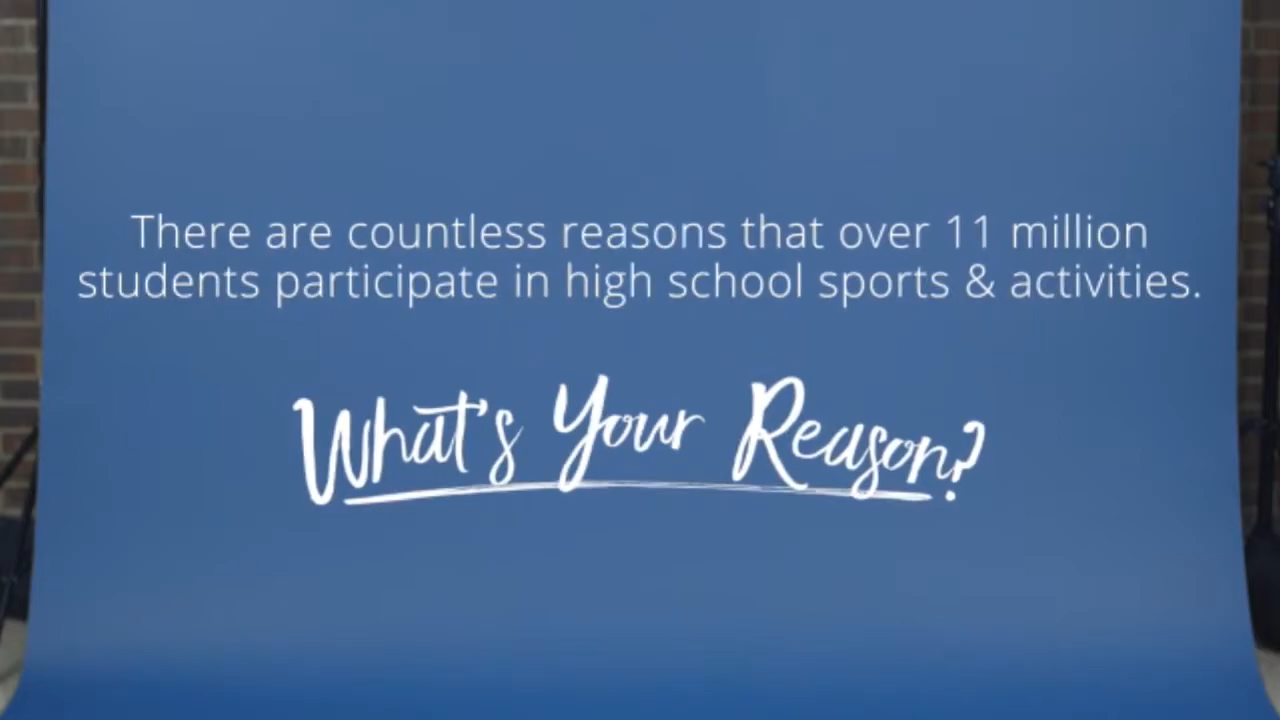 There are countless reasons that over 11 million
students participate in high school sports & activities.
What's Your Reason?